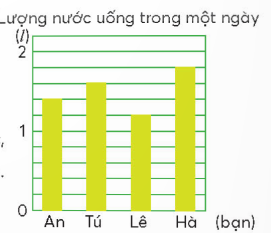 Lượng nước uống trong một ngày
(l)
2
1
0
An Tú Lê Hà (bạn)